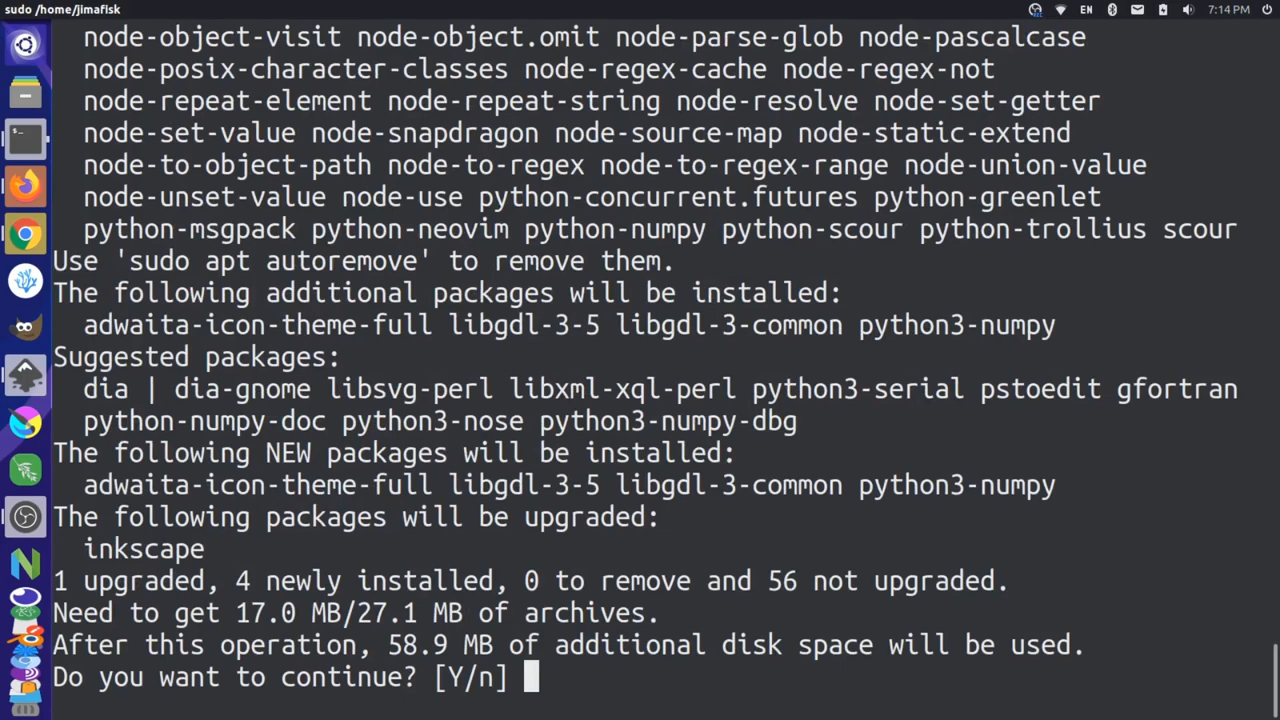 sudo /home/jimafisk
EN
7:14 PM
node-object-visit node-object.omit node-parse-glob node-pascalcase
node-posix-character-classes node-regex-cache node-regex-not
node-repeat-element node-repeat-string node-resolve node-set-getter
node-set-value node-snapdragon node-source-map node-static-extend
node-to-object-path node-to-regex node-to-regex-range node-union-value
node-unset-value node-use python-concurrent.futures python-greenlet
python-msgpack python-neovim python-numpy python-scour python-trollius scour
Use 'sudo apt autoremove' to remove them.
The following additional packages will be installed:
adwaita-icon-theme-full libgdl-3-5 libgdl-3-common python3-numpy
Suggested packages:
dia | dia-gnome libsvg-perl libxml-xql-perl python3-serial pstoedit gfortran
python-numpy-doc python3-nose python3-numpy-dbg
The following NEW packages will be installed:
adwaita-icon-theme-full libgdl-3-5 libgdl-3-common python3-numpy
The following packages will be upgraded:
inkscape
1 upgraded, 4 newly installed, 0 to remove and 56 not upgraded.
Need to get 17.0 MB/27.1 MB of archives.
After this operation, 58.9 MB of additional disk space will be used.
Do you want to continue? [Y/n]